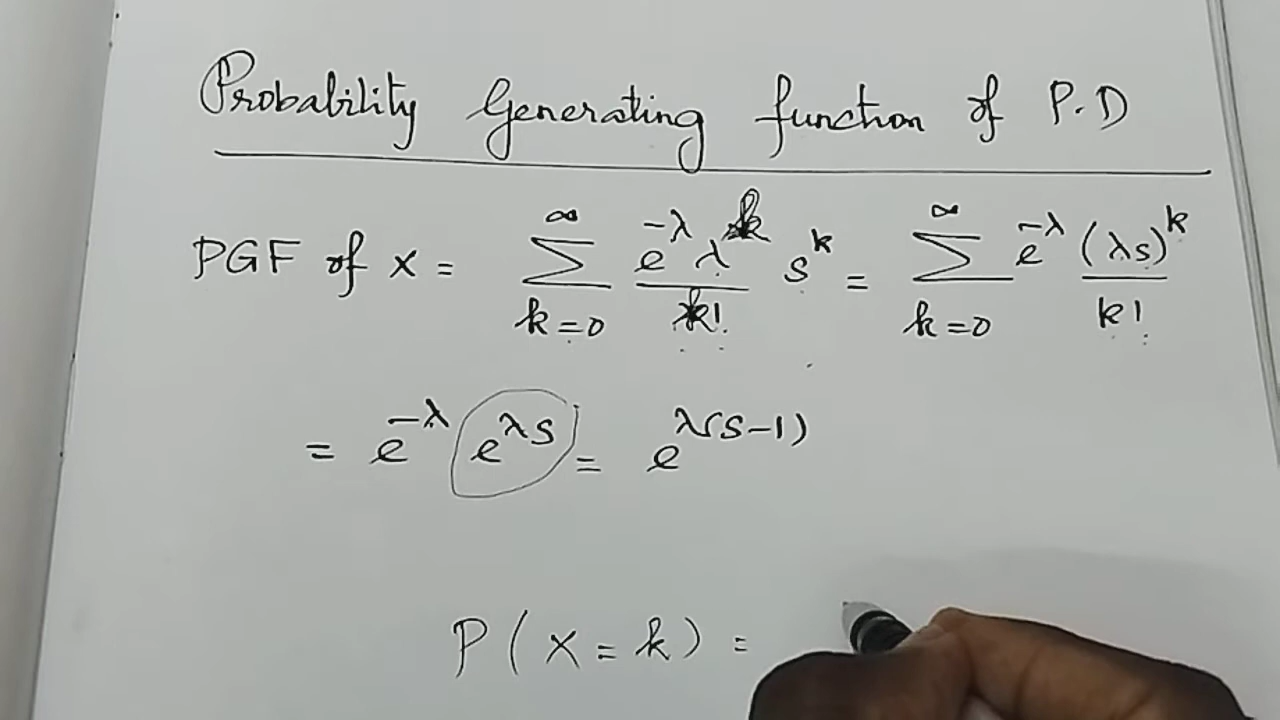 Probability Generating function of P.D
PGF of X = ∞∑k=0 e^-λ λ^k / k! s^k = ∞∑k=0 e^-λ (λs)^k / k!
= e^-λ e^λs = e^λ(s-1)
P(X=k) =